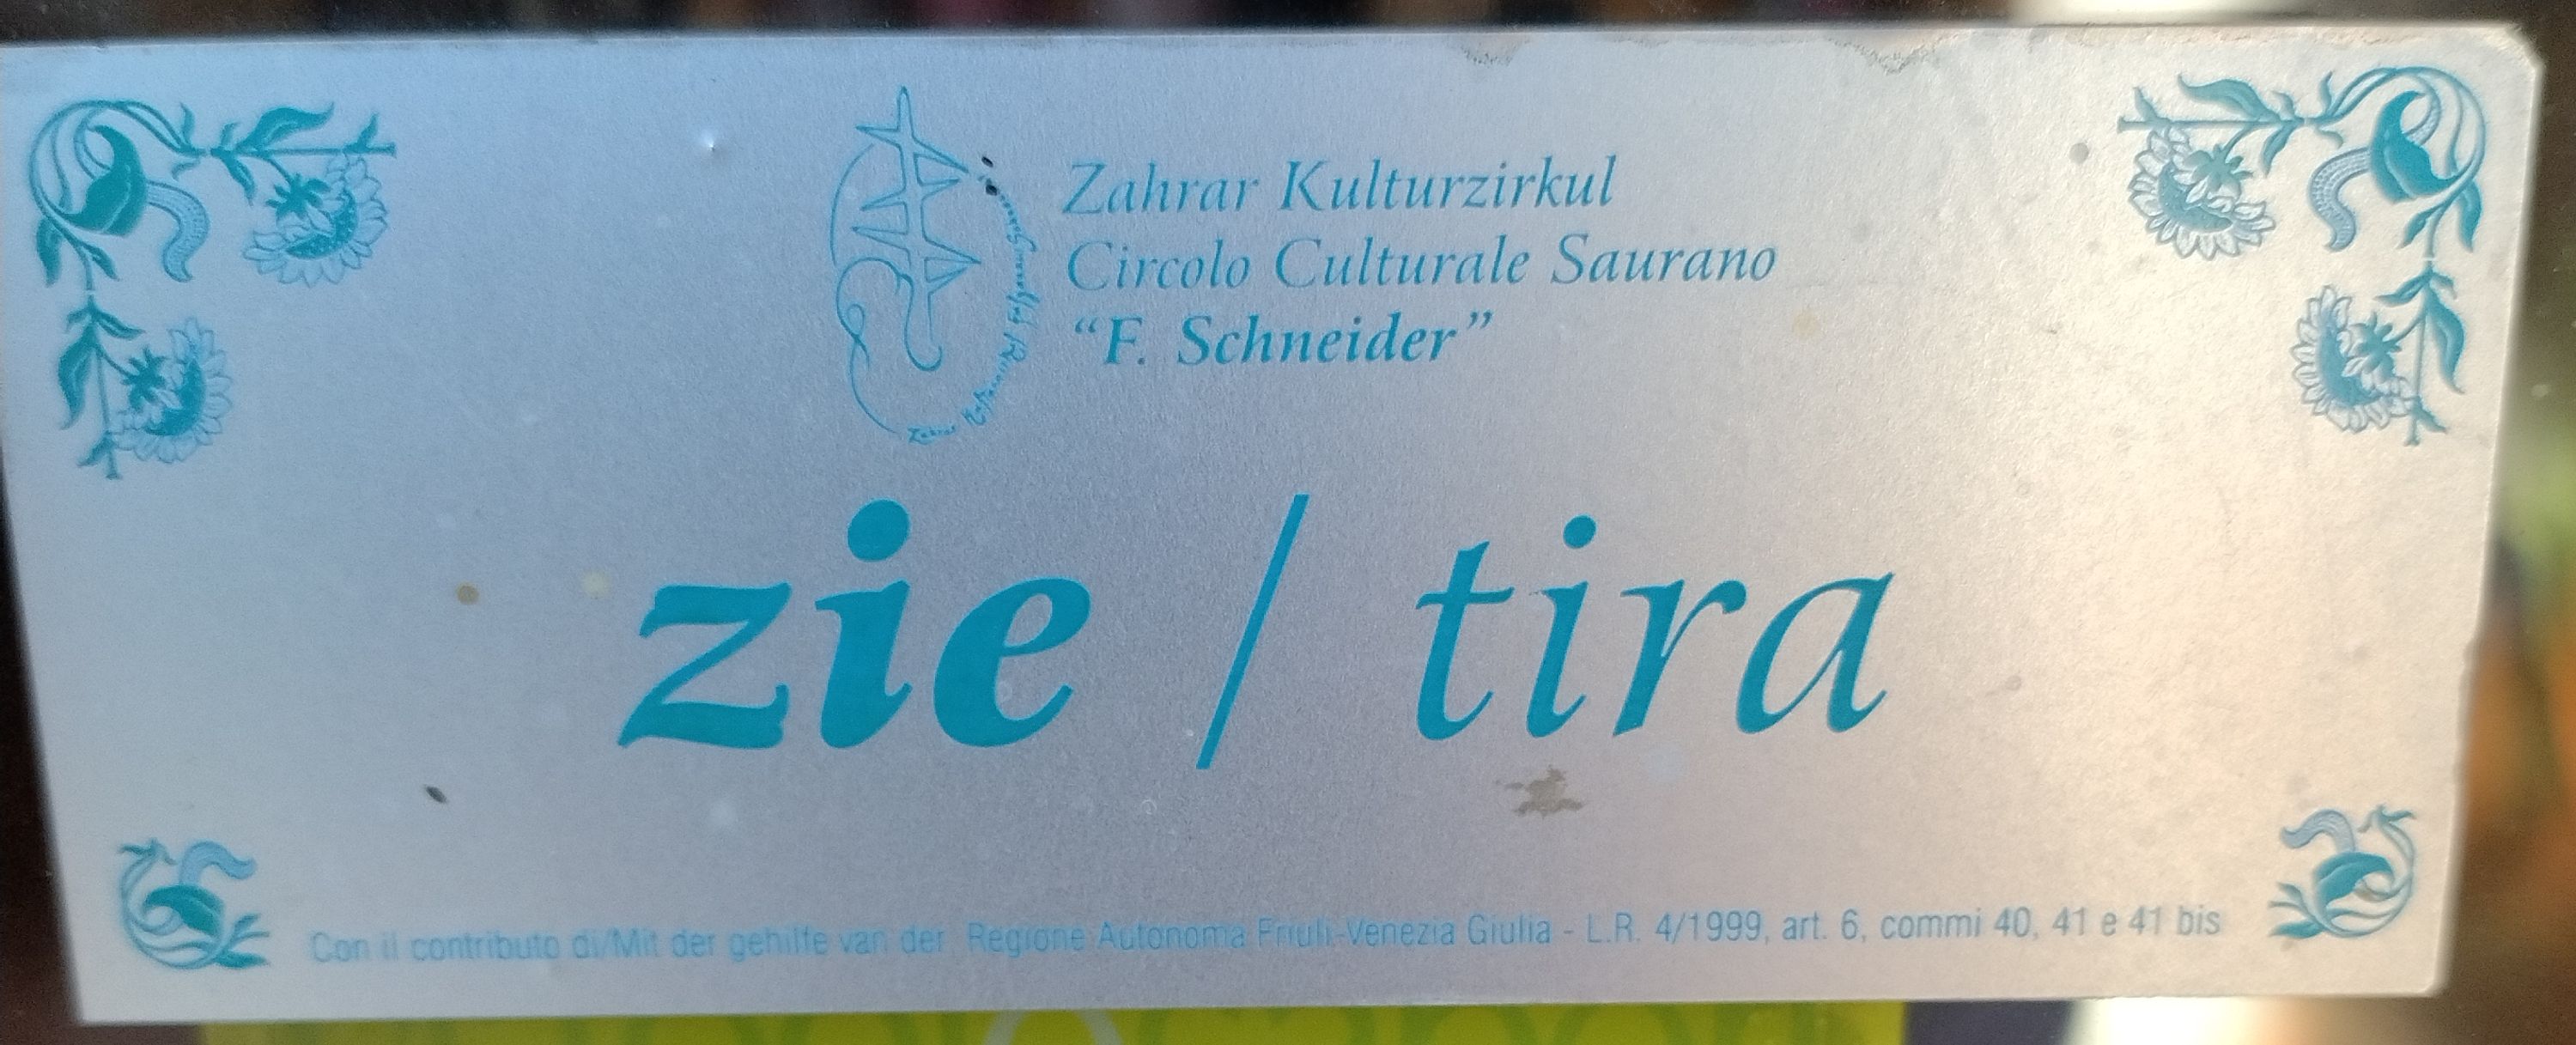 Zahrar Kulturzirkul
Circolo Culturale Saurano
“F. Schneider”
zie / tira
Con il contributo di/Mit der gehilfe van der Regione Autonoma Friuli-Venezia Giulia - L.R. 4/1999, art. 6, commi 40, 41 e 41 bis